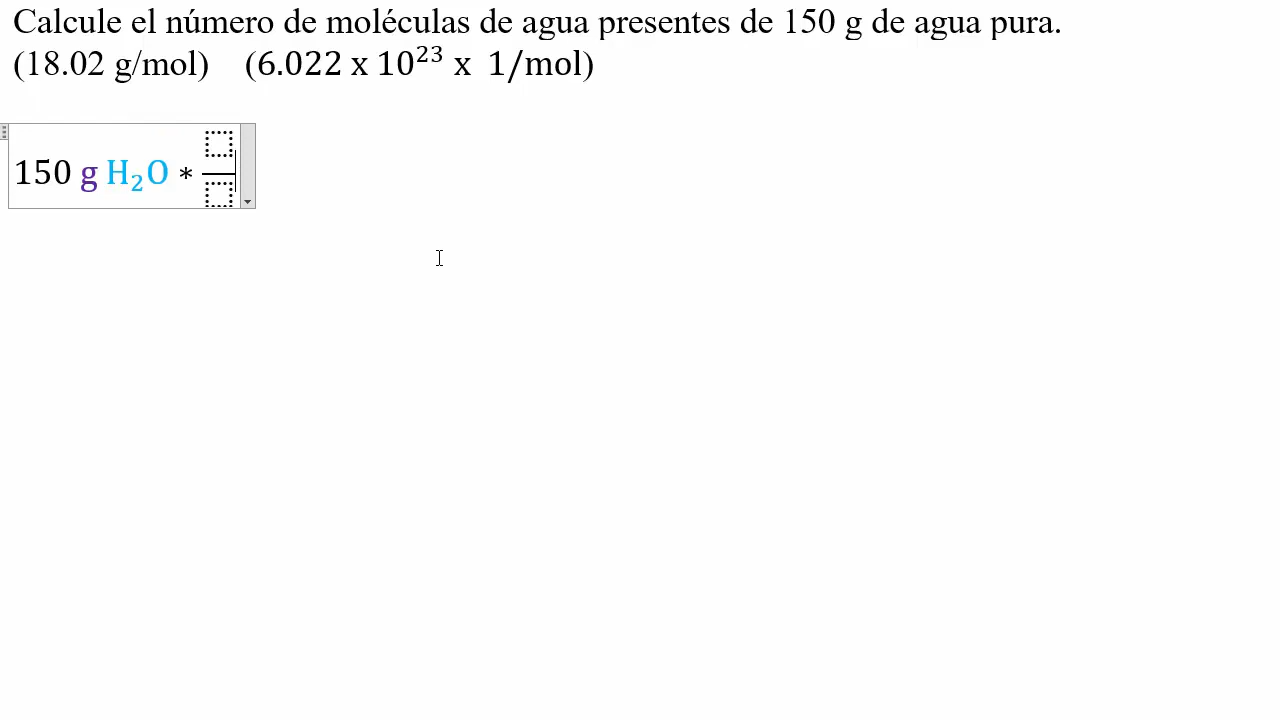 Calcule el número de moléculas de agua presentes de 150 g de agua pura.
(18.02 g/mol) (6.022 x 10²³ x 1/mol)
150 g H₂O *